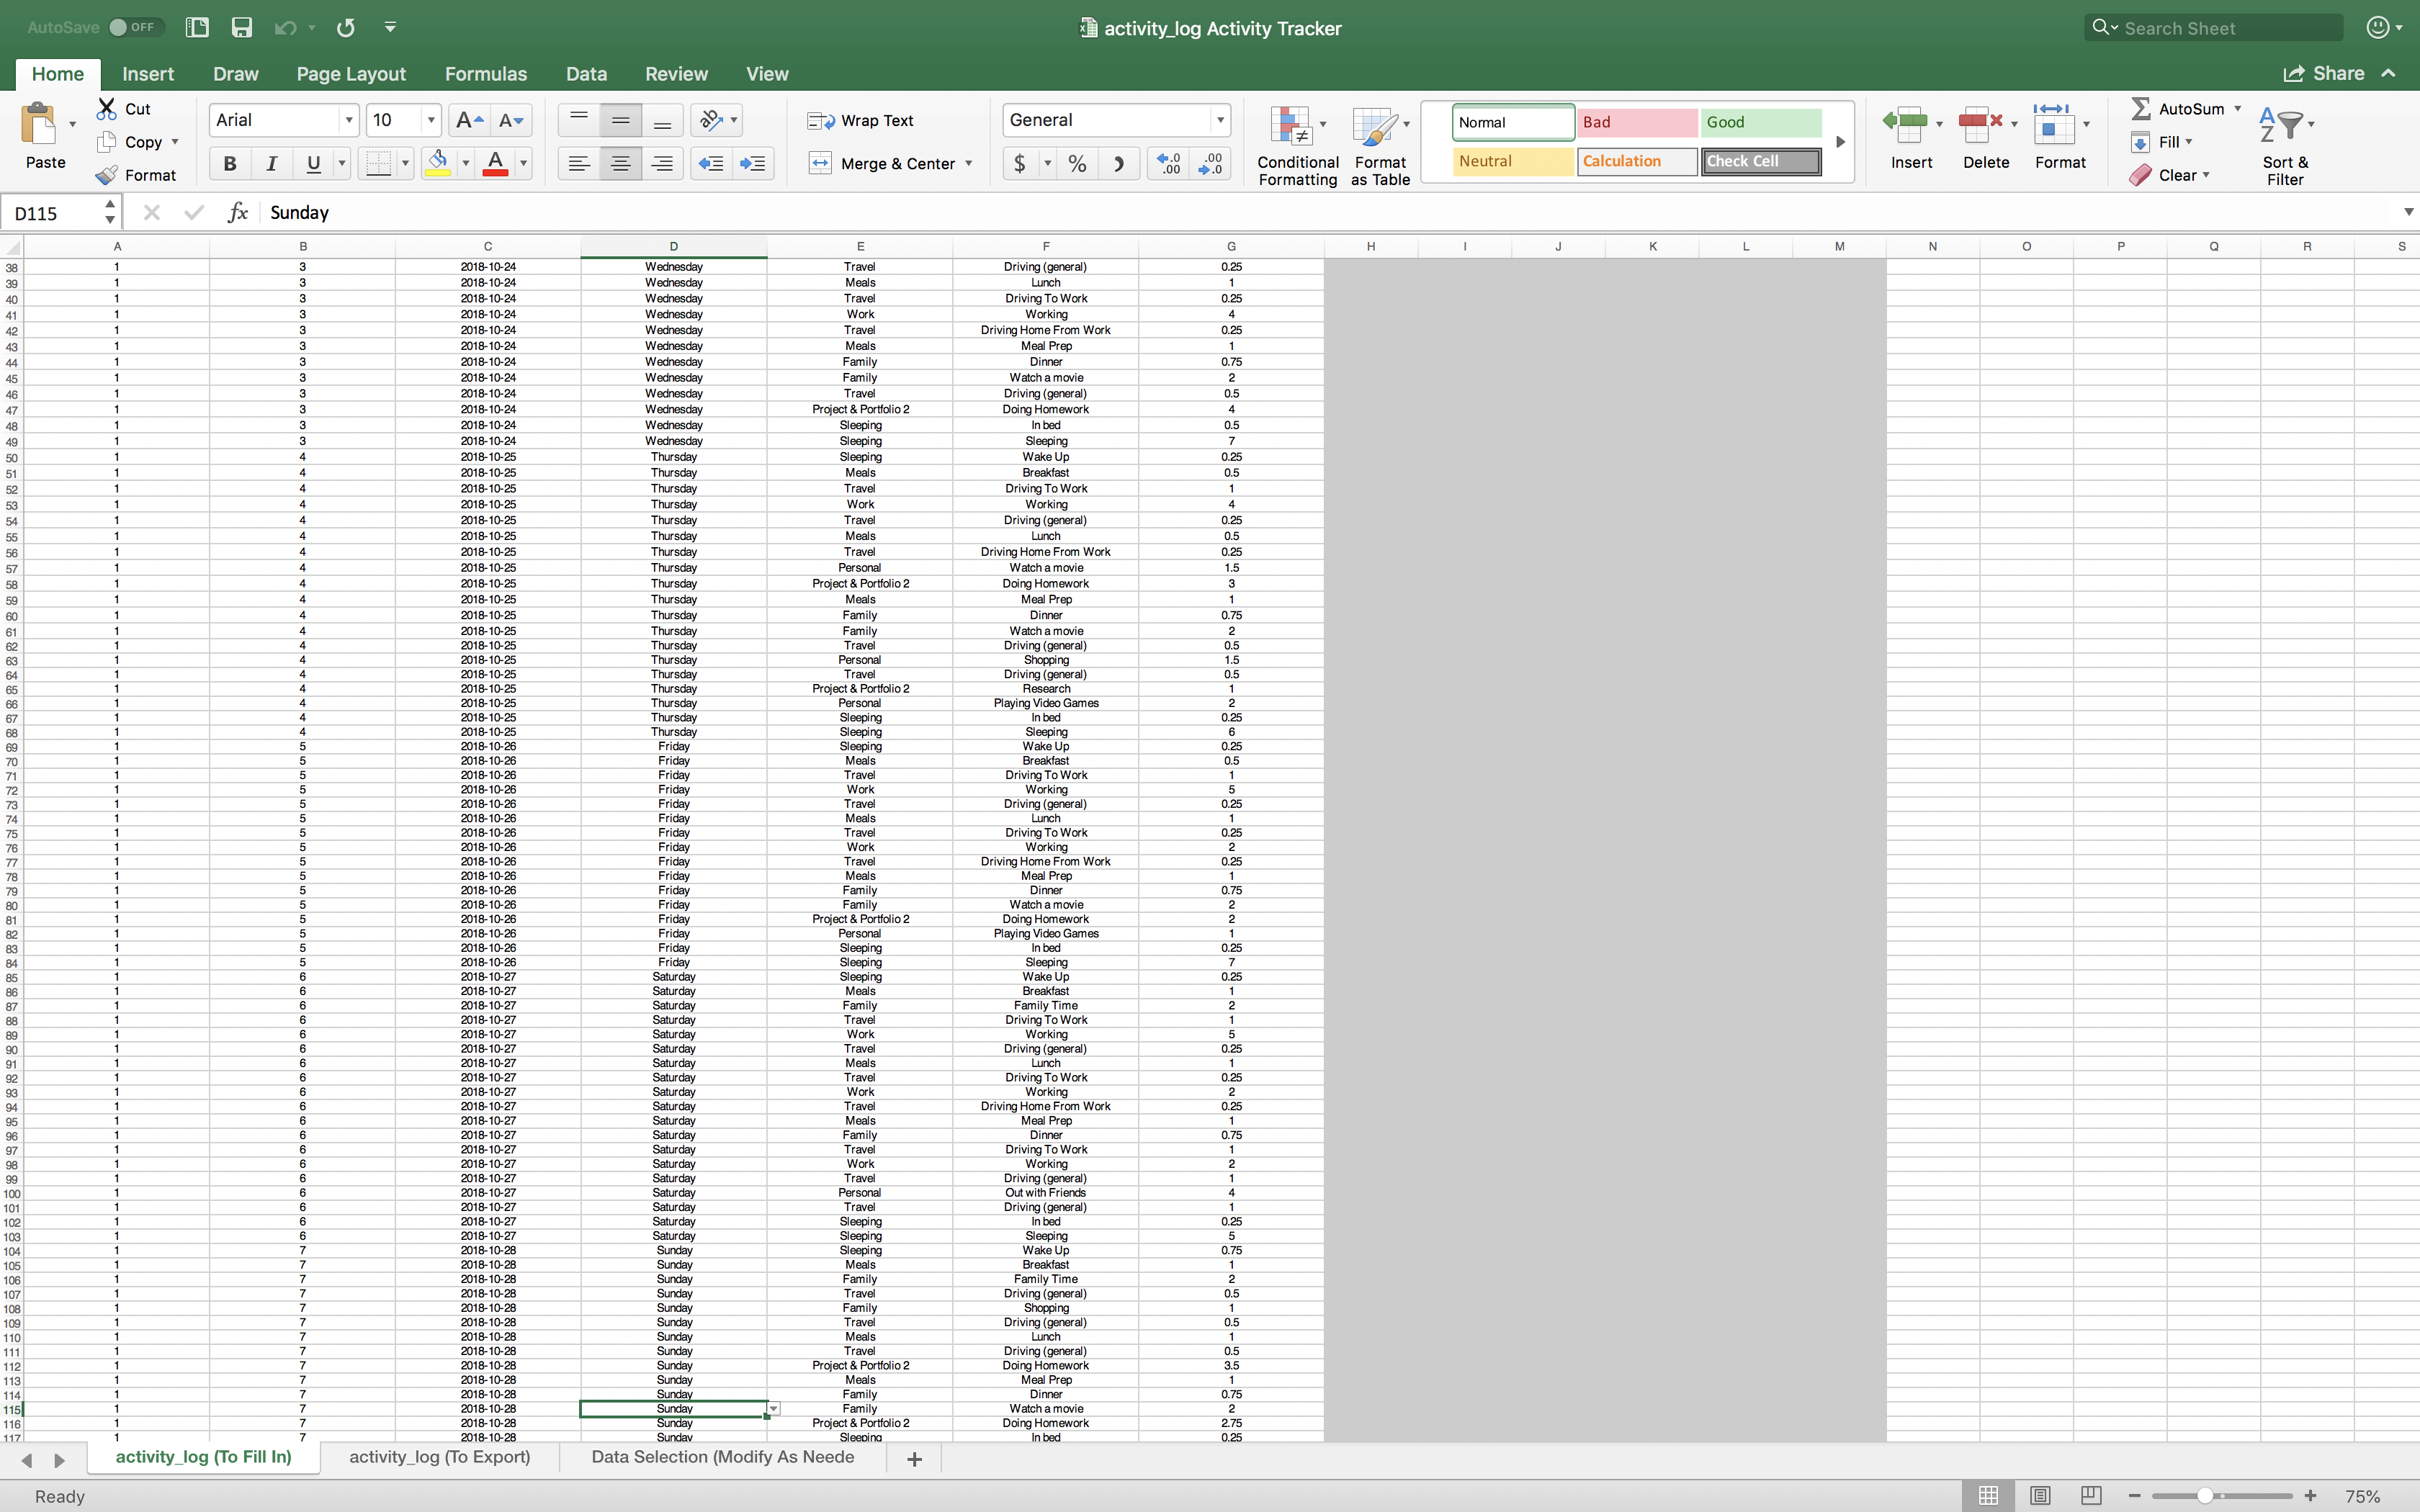 AutoSave OFF activity_log Activity Tracker Search Sheet
Home Insert Draw Page Layout Formulas Data Review View Share
Paste Cut Copy Format Arial 10 A A Wrap Text General Conditional Formatting Format as Table Normal Bad Good Insert Delete Format AutoSum Fill Clear Sort & Filter
B I U A Merge & Center $ % Neutral Calculation Check Cell
D115 fx Sunday
A B C D E F G H I J K L M N O P Q R S
38 1 3 2018-10-24 Wednesday Travel Driving (general) 0.25
39 1 3 2018-10-24 Wednesday Meals Lunch 1
40 1 3 2018-10-24 Wednesday Travel Driving To Work 0.25
41 1 3 2018-10-24 Wednesday Work Working 4
42 1 3 2018-10-24 Wednesday Travel Driving Home From Work 0.25
43 1 3 2018-10-24 Wednesday Meals Meal Prep 1
44 1 3 2018-10-24 Wednesday Family Dinner 0.75
45 1 3 2018-10-24 Wednesday Family Watch a movie 2
46 1 3 2018-10-24 Wednesday Travel Driving (general) 0.5
47 1 3 2018-10-24 Wednesday Project & Portfolio 2 Doing Homework 4
48 1 3 2018-10-24 Wednesday Sleeping In bed 0.5
49 1 3 2018-10-24 Wednesday Sleeping Sleeping 7
50 1 4 2018-10-25 Thursday Sleeping Wake Up 0.25
51 1 4 2018-10-25 Thursday Meals Breakfast 0.5
52 1 4 2018-10-25 Thursday Travel Driving To Work 1
53 1 4 2018-10-25 Thursday Work Working 4
54 1 4 2018-10-25 Thursday Travel Driving (general) 0.25
55 1 4 2018-10-25 Thursday Meals Lunch 0.5
56 1 4 2018-10-25 Thursday Travel Driving Home From Work 0.25
57 1 4 2018-10-25 Thursday Personal Watch a movie 1.5
58 1 4 2018-10-25 Thursday Project & Portfolio 2 Doing Homework 3
59 1 4 2018-10-25 Thursday Meals Meal Prep 1
60 1 4 2018-10-25 Thursday Family Dinner 0.75
61 1 4 2018-10-25 Thursday Family Watch a movie 2
62 1 4 2018-10-25 Thursday Travel Driving (general) 0.5
63 1 4 2018-10-25 Thursday Personal Shopping 1.5
64 1 4 2018-10-25 Thursday Travel Driving (general) 0.5
65 1 4 2018-10-25 Thursday Project & Portfolio 2 Research 1
66 1 4 2018-10-25 Thursday Personal Playing Video Games 2
67 1 4 2018-10-25 Thursday Sleeping In bed 0.25
68 1 4 2018-10-25 Thursday Sleeping Sleeping 6
69 1 5 2018-10-26 Friday Sleeping Wake Up 0.25
70 1 5 2018-10-26 Friday Meals Breakfast 0.5
71 1 5 2018-10-26 Friday Travel Driving To Work 1
72 1 5 2018-10-26 Friday Work Working 5
73 1 5 2018-10-26 Friday Travel Driving (general) 0.25
74 1 5 2018-10-26 Friday Meals Lunch 1
75 1 5 2018-10-26 Friday Travel Driving To Work 0.25
76 1 5 2018-10-26 Friday Work Working 2
77 1 5 2018-10-26 Friday Travel Driving Home From Work 0.25
78 1 5 2018-10-26 Friday Meals Meal Prep 1
79 1 5 2018-10-26 Friday Family Dinner 0.75
80 1 5 2018-10-26 Friday Family Watch a movie 2
81 1 5 2018-10-26 Friday Project & Portfolio 2 Doing Homework 2
82 1 5 2018-10-26 Friday Personal Playing Video Games 1
83 1 5 2018-10-26 Friday Sleeping In bed 0.25
84 1 5 2018-10-26 Friday Sleeping Sleeping 7
85 1 6 2018-10-27 Saturday Sleeping Wake Up 0.25
86 1 6 2018-10-27 Saturday Meals Breakfast 1
87 1 6 2018-10-27 Saturday Family Family Time 2
88 1 6 2018-10-27 Saturday Travel Driving To Work 1
89 1 6 2018-10-27 Saturday Work Working 5
90 1 6 2018-10-27 Saturday Travel Driving (general) 0.25
91 1 6 2018-10-27 Saturday Meals Lunch 1
92 1 6 2018-10-27 Saturday Travel Driving To Work 0.25
93 1 6 2018-10-27 Saturday Work Working 2
94 1 6 2018-10-27 Saturday Travel Driving Home From Work 0.25
95 1 6 2018-10-27 Saturday Meals Meal Prep 1
96 1 6 2018-10-27 Saturday Family Dinner 0.75
97 1 6 2018-10-27 Saturday Travel Driving To Work 1
98 1 6 2018-10-27 Saturday Work Working 2
99 1 6 2018-10-27 Saturday Travel Driving (general) 1
100 1 6 2018-10-27 Saturday Personal Out with Friends 4
101 1 6 2018-10-27 Saturday Travel Driving (general) 1
102 1 6 2018-10-27 Saturday Sleeping In bed 0.25
103 1 6 2018-10-27 Saturday Sleeping Sleeping 5
104 1 7 2018-10-28 Sunday Sleeping Wake Up 0.75
105 1 7 2018-10-28 Sunday Meals Breakfast 1
106 1 7 2018-10-28 Sunday Family Family Time 2
107 1 7 2018-10-28 Sunday Travel Driving (general) 0.5
108 1 7 2018-10-28 Sunday Family Shopping 1
109 1 7 2018-10-28 Sunday Travel Driving (general) 0.5
110 1 7 2018-10-28 Sunday Meals Lunch 1
111 1 7 2018-10-28 Sunday Travel Driving (general) 0.5
112 1 7 2018-10-28 Sunday Project & Portfolio 2 Doing Homework 3.5
113 1 7 2018-10-28 Sunday Meals Meal Prep 1
114 1 7 2018-10-28 Sunday Family Dinner 0.75
115 1 7 2018-10-28 Sunday Family Watch a movie 2
116 1 7 2018-10-28 Sunday Project & Portfolio 2 Doing Homework 2.75
117 1 7 2018-10-28 Sunday Sleeping In bed 0.25
activity_log (To Fill In) activity_log (To Export) Data Selection (Modify As Neede
Ready 75%